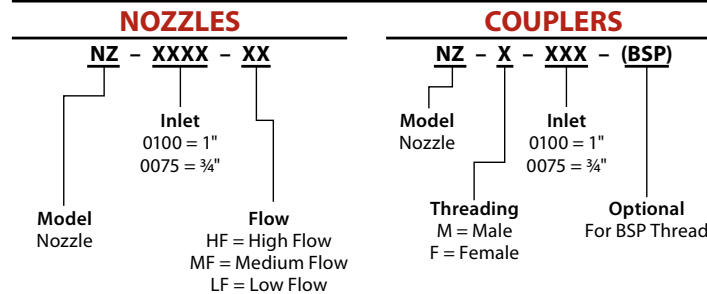 NOZZLES
NZ – XXXX – XX
Inlet
0100 = 1"
0075 = ¾"
Model
Nozzle
Flow
HF = High Flow
MF = Medium Flow
LF = Low Flow
COUPLERS
NZ – X – XXX – (BSP)
Model
Nozzle
Inlet
0100 = 1"
0075 = ¾"
Threading
M = Male
F = Female
Optional
For BSP Thread